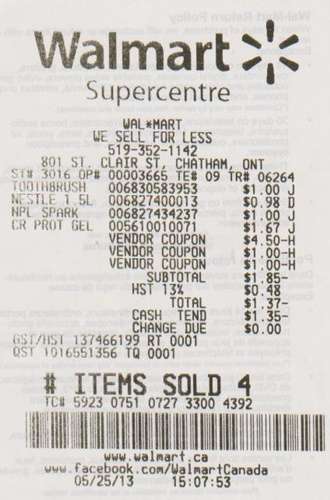 Walmart
Supercentre
WAL*MART
WE SELL FOR LESS
519-352-1142
801 ST. CLAIR ST, CHATHAM, ONT
ST# 3016 OP# 00003665 TE# 09 TR# 06264
TOOTHBRUSH 006830583953 $1.00 J
NESTLE 1.5L 006827400013 $0.98 D
NPL SPARK 006827434237 $1.00 J
CR PROT GEL 005610010071 $1.67 J
VENDOR COUPON $4.50-H
VENDOR COUPON $1.00-H
VENDOR COUPON $1.00-H
SUBTOTAL $1.85-
HST 13% $0.48
TOTAL $1.37-
CASH TEND $1.35-
CHANGE DUE $0.00
GST/HST 137466199 RT 0001
QST 1016551356 TQ 0001
# ITEMS SOLD 4
TC# 5923 0751 0727 3300 4392
www.walmart.ca
www.facebook.com/WalmartCanada
05/25/13 15:07:53